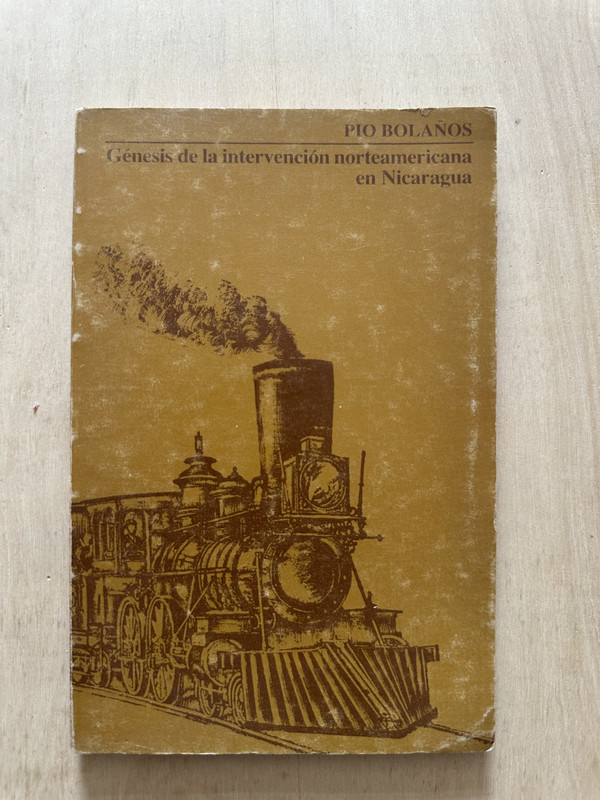 PIO BOLAÑOS
Génesis de la intervención norteamericana
en Nicaragua